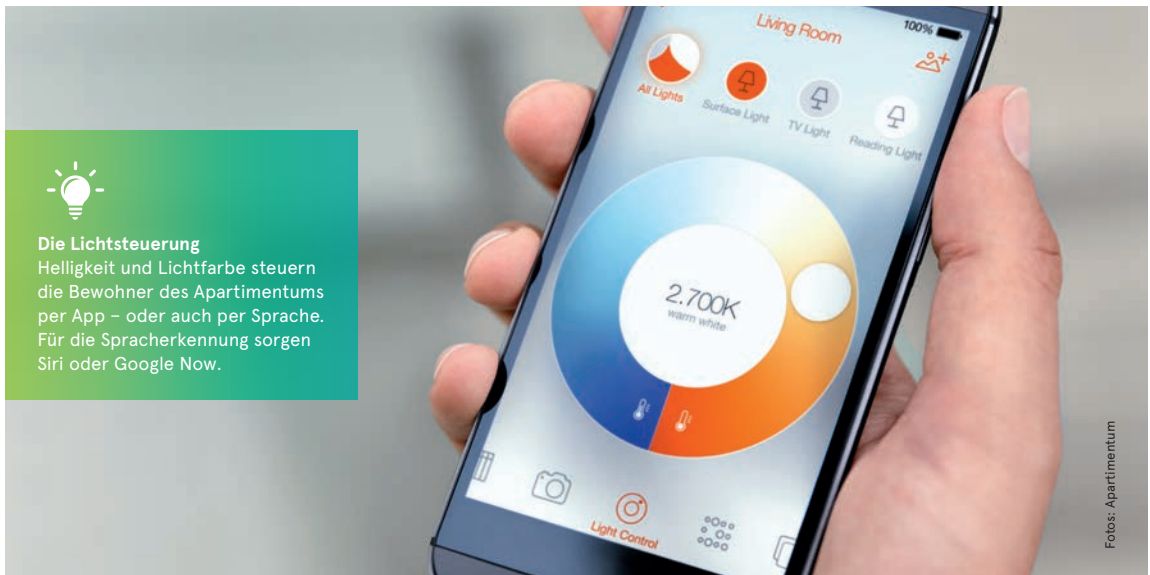 Living Room
100%
All Lights
Surface Light
TV Light
Reading Light
Die Lichtsteuerung
Helligkeit und Lichtfarbe steuern
die Bewohner des Apartimentums
per App – oder auch per Sprache.
Für die Spracherkennung sorgen
Siri oder Google Now.
2.700K
warm white
Light Control
Fotos: Apartimentum